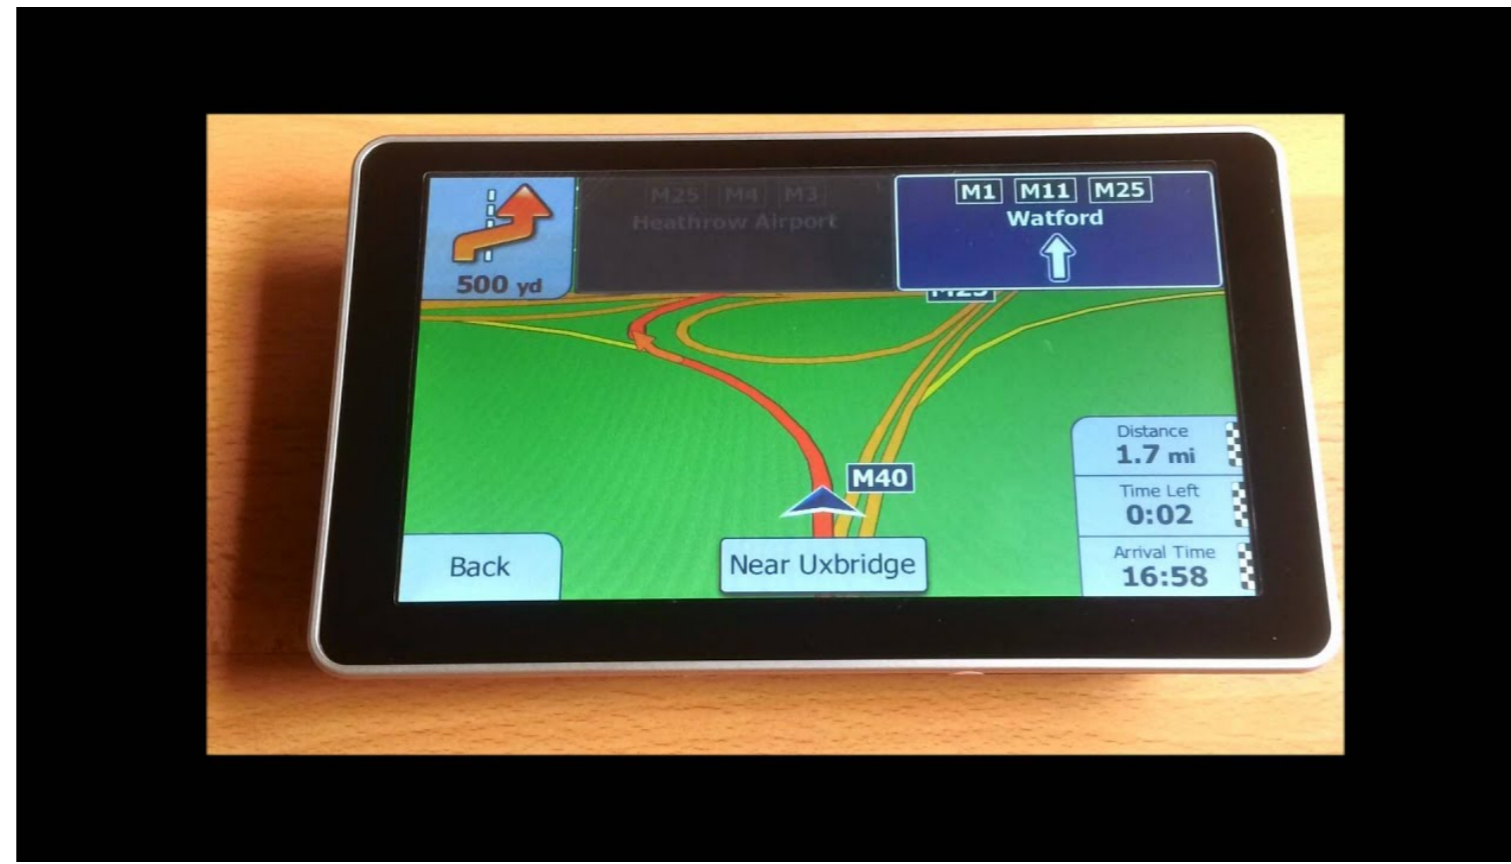 M25 M4 M3
Heathrow Airport
M1 M11 M25
Watford
500 yd
M25
M40
Distance
1.7 mi
Time Left
0:02
Arrival Time
16:58
Back
Near Uxbridge